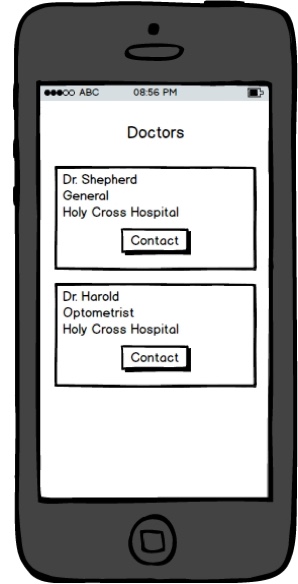 ABC 08:56 PM
Doctors
Dr. Shepherd
General
Holy Cross Hospital
Contact
Dr. Harold
Optometrist
Holy Cross Hospital
Contact